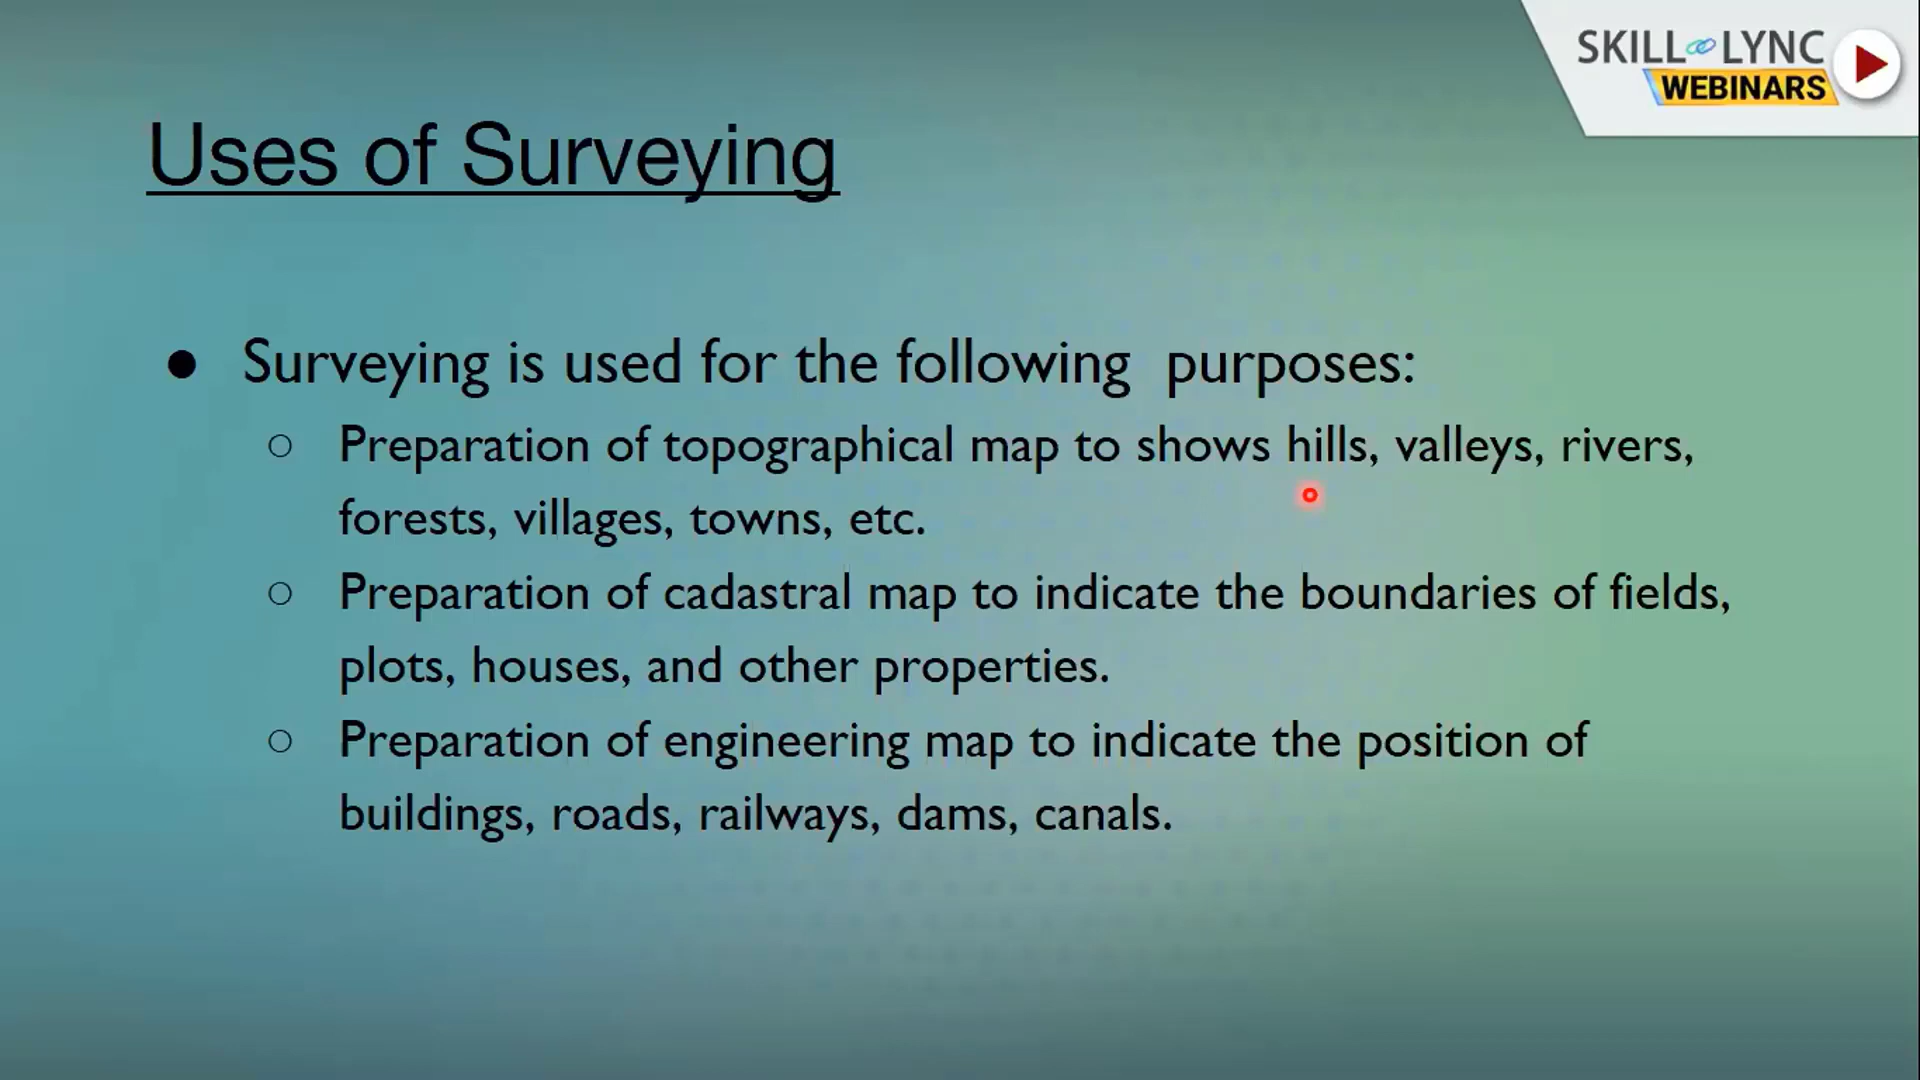 SKILL LYNC
WEBINARS
Uses of Surveying
● Surveying is used for the following purposes:
○ Preparation of topographical map to shows hills, valleys, rivers,
forests, villages, towns, etc.
○ Preparation of cadastral map to indicate the boundaries of fields,
plots, houses, and other properties.
○ Preparation of engineering map to indicate the position of
buildings, roads, railways, dams, canals.